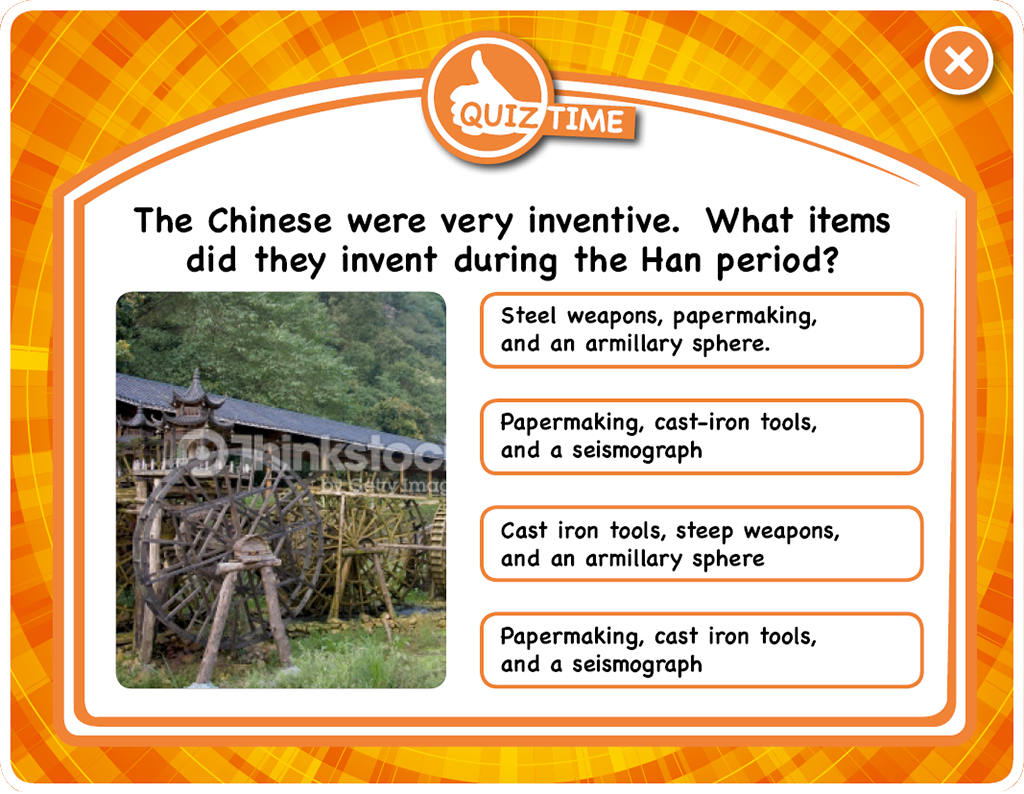 QUIZ TIME
The Chinese were very inventive. What items
did they invent during the Han period?
Steel weapons, papermaking,
and an armillary sphere.
Papermaking, cast-iron tools,
and a seismograph
Cast iron tools, steep weapons,
and an armillary sphere
Papermaking, cast iron tools,
and a seismograph
Thinkstoc
by Getty Imag